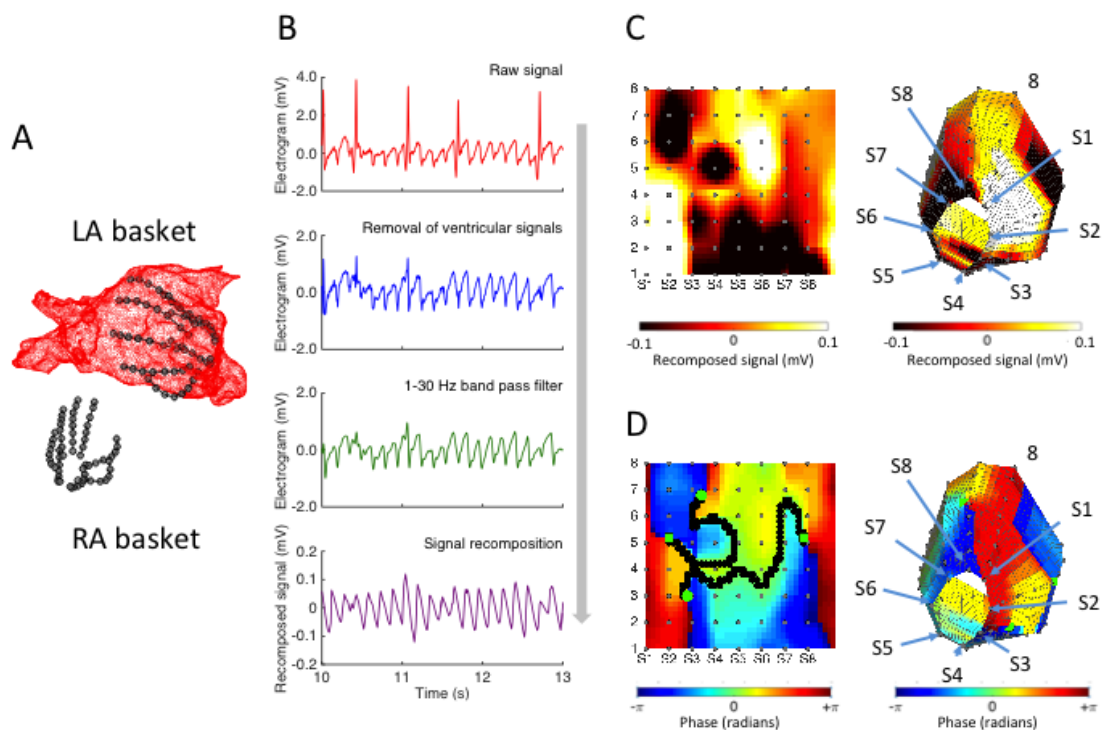 A
LA basket
RA basket
B
Raw signal
Electrogram (mV)
4.0
2.0
0.0
-2.0
Removal of ventricular signals
Electrogram (mV)
2.0
0.0
-2.0
1-30 Hz band pass filter
Electrogram (mV)
2.0
0.0
-2.0
Signal recomposition
Recomposed signal (mV)
0.2
0.1
0
-0.1
-0.2
10 11 12 13
Time (s)
C
8
7
6
5
4
3
2
1
S1 S2 S3 S4 S5 S6 S7 S8
-0.1 0 0.1
Recomposed signal (mV)
8
S8
S1
S7
S6
S2
S5
S3
S4
-0.1 0 0.1
Recomposed signal (mV)
D
8
7
6
5
4
3
2
1
S1 S2 S3 S4 S5 S6 S7 S8
-π 0 +π
Phase (radians)
8
S8
S1
S7
S6
S2
S5
S3
S4
-π 0 +π
Phase (radians)